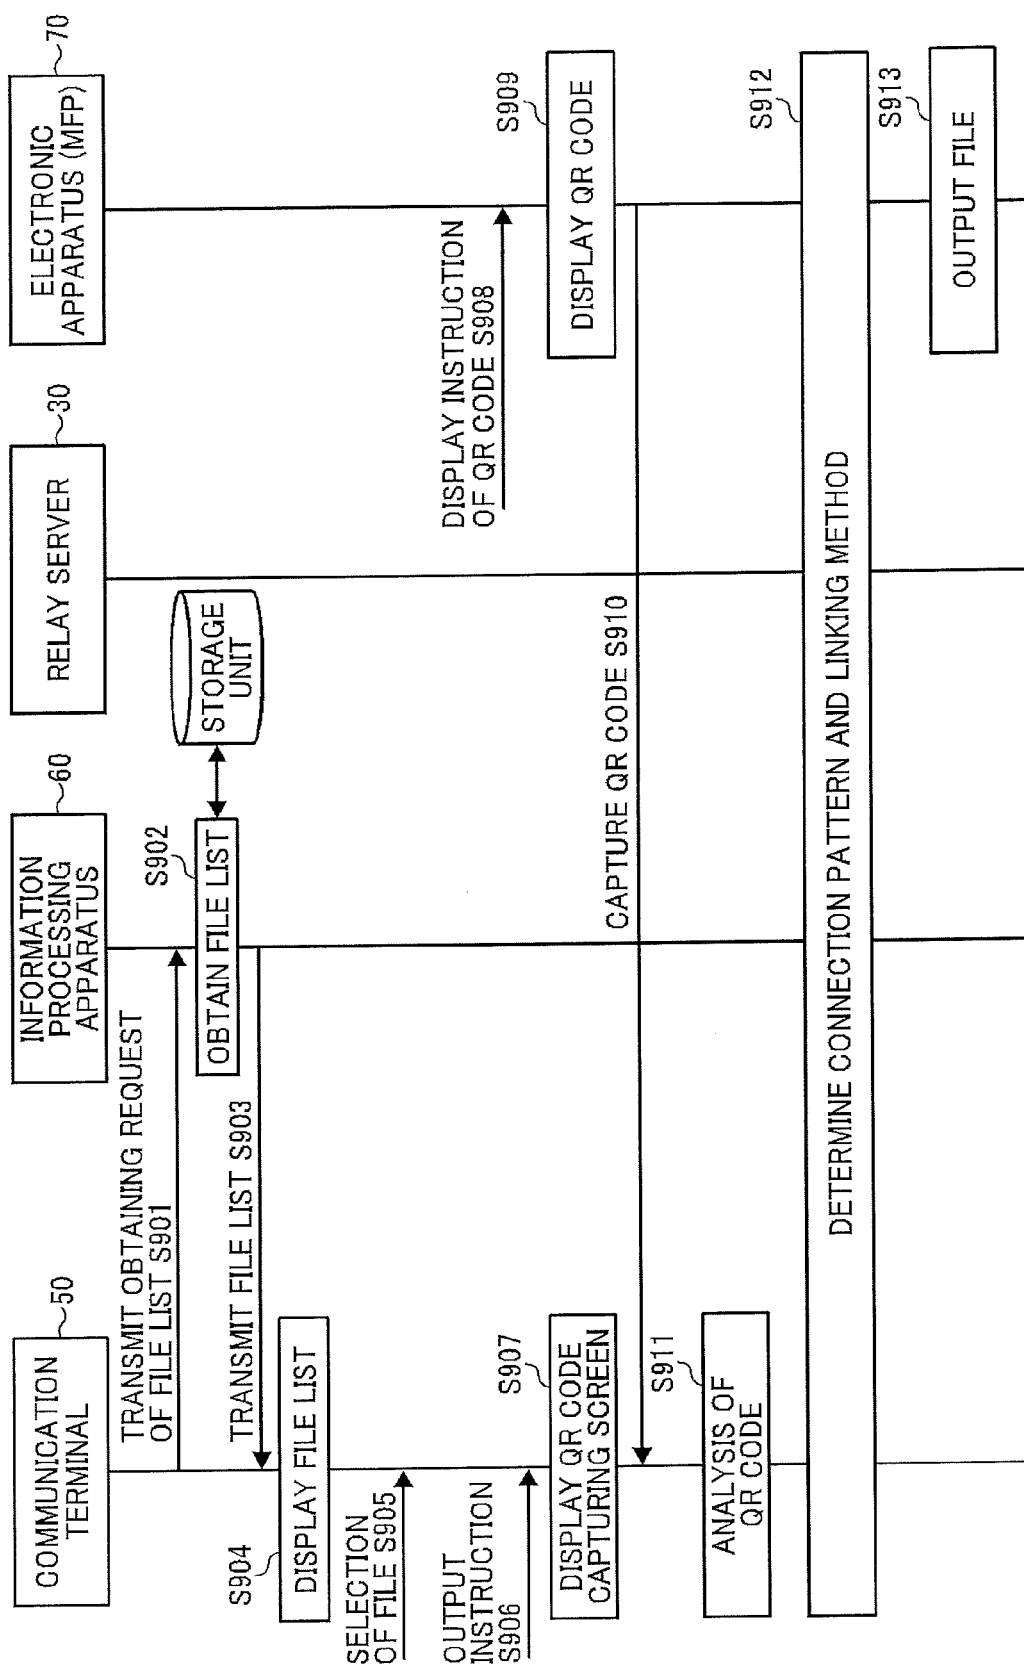 COMMUNICATION
TERMINAL
50
INFORMATION
PROCESSING
APPARATUS
60
RELAY SERVER
30
ELECTRONIC
APPARATUS (MFP)
70
TRANSMIT OBTAINING REQUEST
OF FILE LIST S901
S902
OBTAIN FILE LIST
STORAGE
UNIT
TRANSMIT FILE LIST S903
S904
DISPLAY FILE LIST
SELECTION
OF FILE S905
OUTPUT
INSTRUCTION
S906
DISPLAY INSTRUCTION
OF QR CODE S908
S907
DISPLAY QR CODE
CAPTURING SCREEN
S909
DISPLAY QR CODE
CAPTURE QR CODE S910
S911
ANALYSIS OF
QR CODE
S912
DETERMINE CONNECTION PATTERN AND LINKING METHOD
S913
OUTPUT FILE